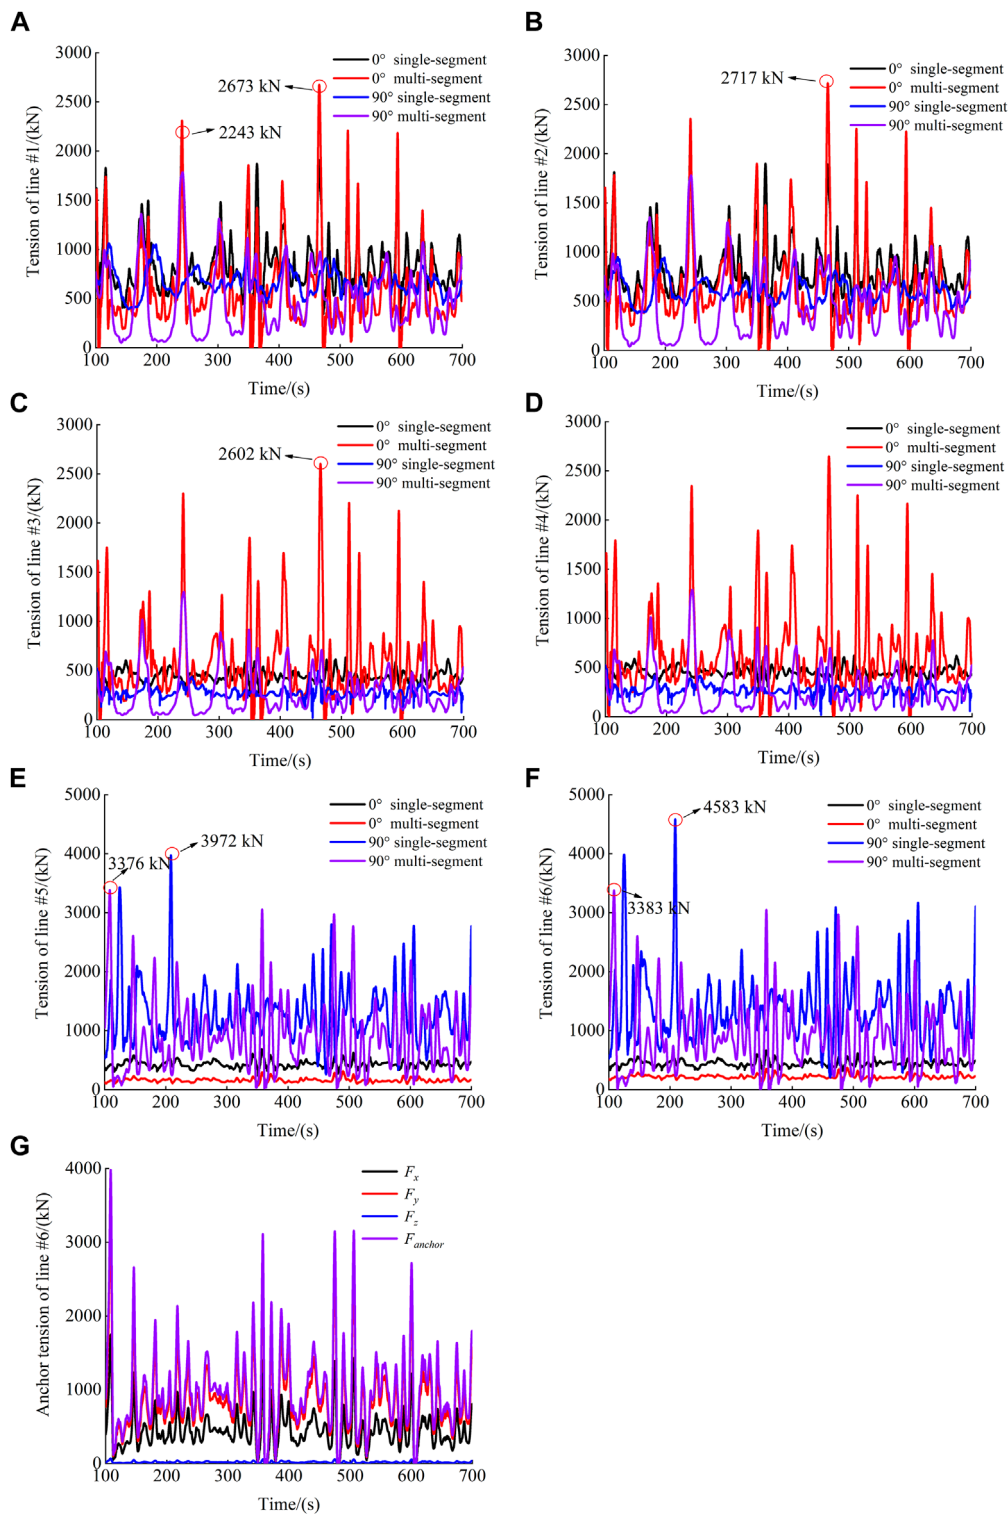 A
Tension of line #1/(kN)
3000
2500
2000
1500
1000
500
0
100 200 300 400 500 600 700
Time/(s)
2673 kN
2243 kN
0° single-segment
0° multi-segment
90° single-segment
90° multi-segment
B
Tension of line #2/(kN)
3000
2500
2000
1500
1000
500
0
100 200 300 400 500 600 700
Time/(s)
2717 kN
0° single-segment
0° multi-segment
90° single-segment
90° multi-segment
C
Tension of line #3/(kN)
3000
2500
2000
1500
1000
500
0
100 200 300 400 500 600 700
Time/(s)
2602 kN
0° single-segment
0° multi-segment
90° single-segment
90° multi-segment
D
Tension of line #4/(kN)
3000
2500
2000
1500
1000
500
0
100 200 300 400 500 600 700
Time/(s)
0° single-segment
0° multi-segment
90° single-segment
90° multi-segment
E
Tension of line #5/(kN)
5000
4000
3000
2000
1000
0
100 200 300 400 500 600 700
Time/(s)
3972 kN
3376 kN
0° single-segment
0° multi-segment
90° single-segment
90° multi-segment
F
Tension of line #6/(kN)
5000
4000
3000
2000
1000
0
100 200 300 400 500 600 700
Time/(s)
4583 kN
3383 kN
0° single-segment
0° multi-segment
90° single-segment
90° multi-segment
G
Anchor tension of line #6/(kN)
4000
3000
2000
1000
0
100 200 300 400 500 600 700
Time/(s)
Fx
Fy
Fz
Fanchor